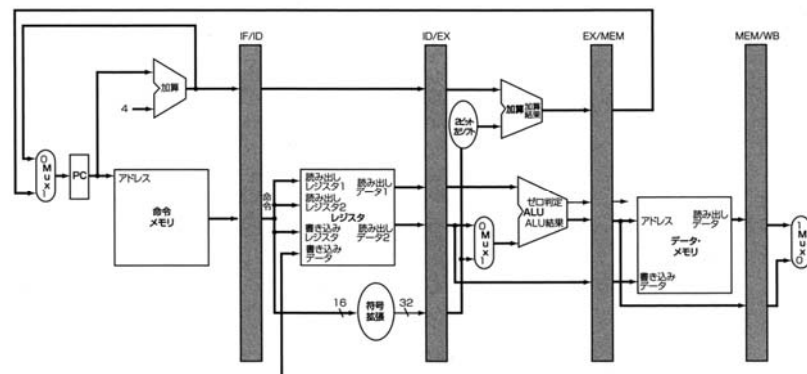 IF/ID
ID/EX
EX/MEM
MEM/WB
加算
4
0
M
u
x
1
PC
アドレス
命令
メモリ
命令
読み出し
レジスタ1
読み出し
レジスタ2
レジスタ
書き込み
レジスタ
書き込み
データ
読み出し
データ1
読み出し
データ2
16
符号
拡張
32
2ビット
左シフト
加算
加算
結果
0
M
u
x
1
ゼロ判定
ALU
ALU結果
アドレス
読み出し
データ
データ・
メモリ
書き込み
データ
1
M
u
x
0